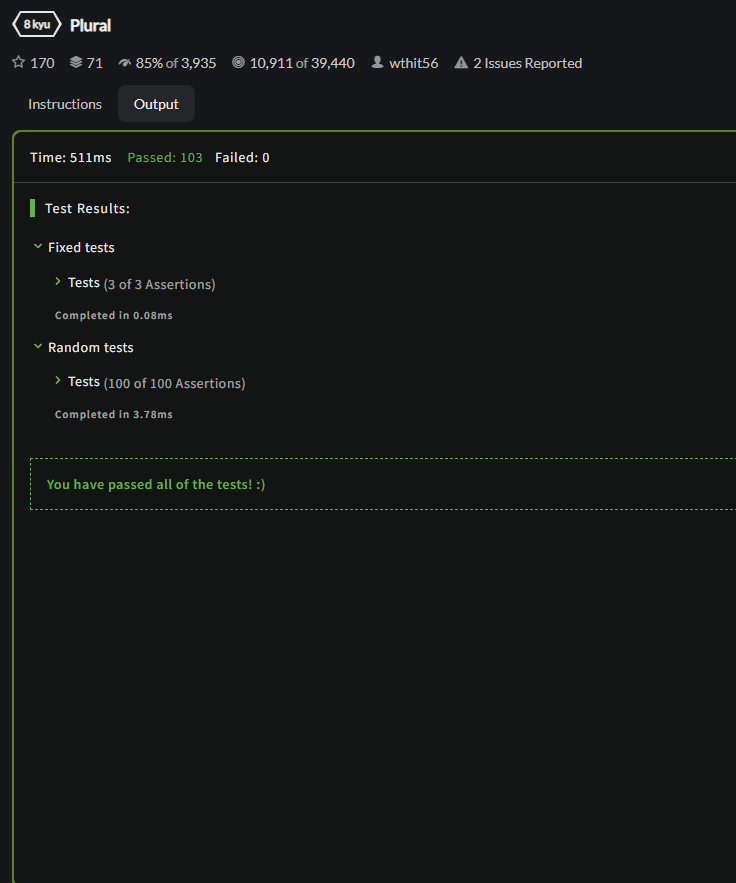 8 kyu Plural
170 71 85% of 3,935 10,911 of 39,440 wthit56 2 Issues Reported
Instructions Output
Time: 511ms Passed: 103 Failed: 0
Test Results:
Fixed tests
Tests (3 of 3 Assertions)
Completed in 0.08ms
Random tests
Tests (100 of 100 Assertions)
Completed in 3.78ms
You have passed all of the tests! :)